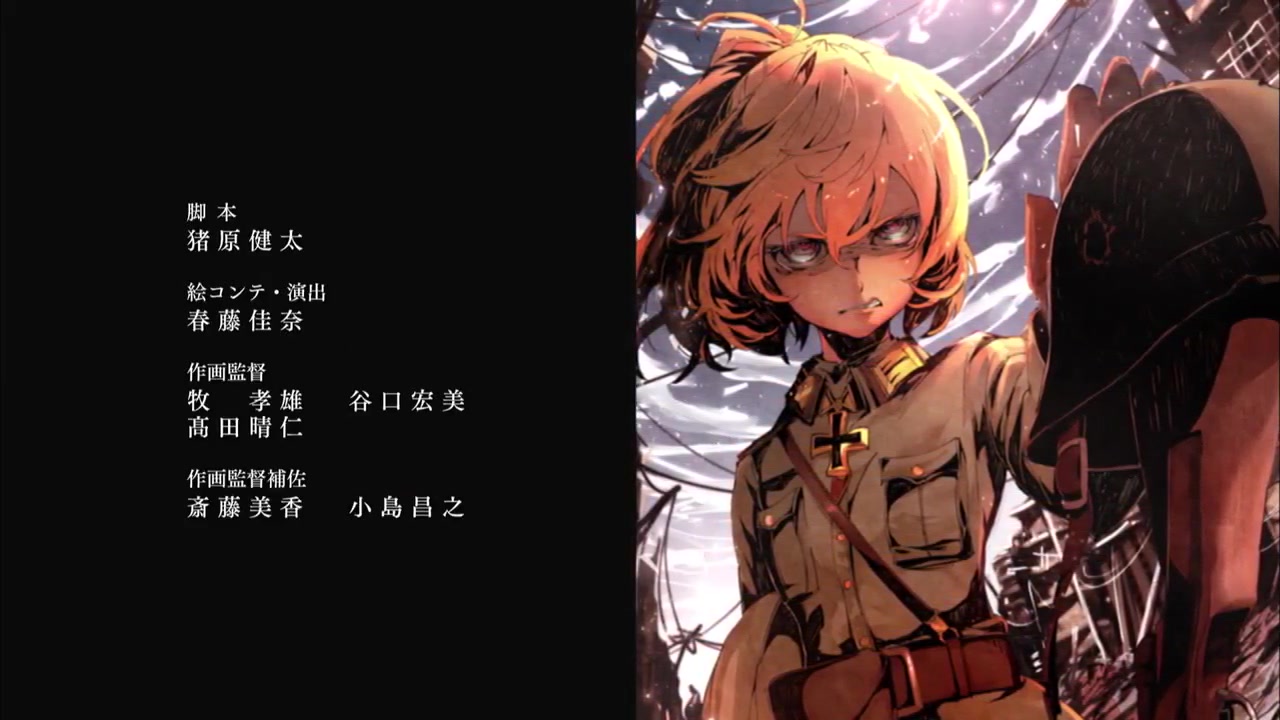 脚 本
猪 原 健 太
絵コンテ・演出
春 藤 佳 奈
作画監督
牧　孝 雄　谷 口 宏 美
髙 田 晴 仁
作画監督補佐
斎 藤 美 香　小 島 昌 之